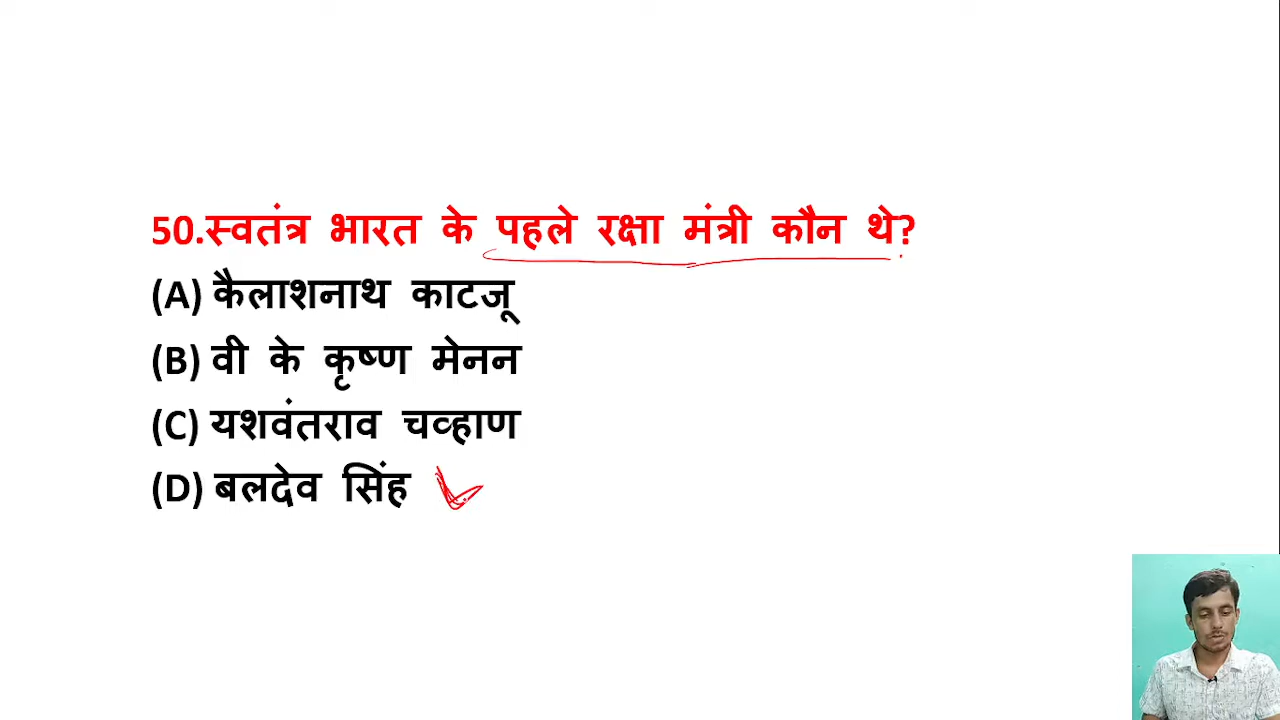 50.स्वतंत्र भारत के पहले रक्षा मंत्री कौन थे?
(A) कैलाशनाथ काटजू
(B) वी के कृष्ण मेनन
(C) यशवंतराव चव्हाण
(D) बलदेव सिंह